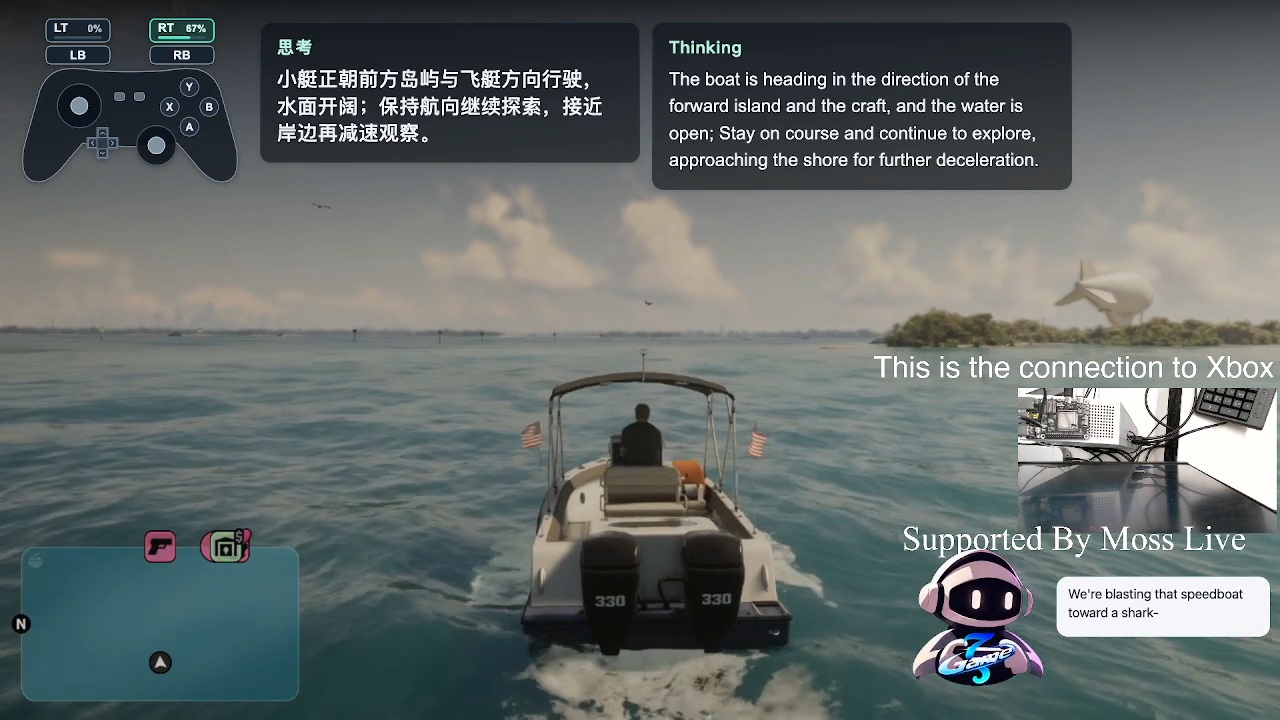 LT 0%
RT 67%
LB
RB
Y
X
B
A
思考
小艇正朝前方岛屿与飞艇方向行驶，
水面开阔；保持航向继续探索，接近
岸边再减速观察。
Thinking
The boat is heading in the direction of the
forward island and the craft, and the water is
open; Stay on course and continue to explore,
approaching the shore for further deceleration.
This is the connection to Xbox
330
330
$
N
Supported By Moss Live
We're blasting that speedboat
toward a shark-